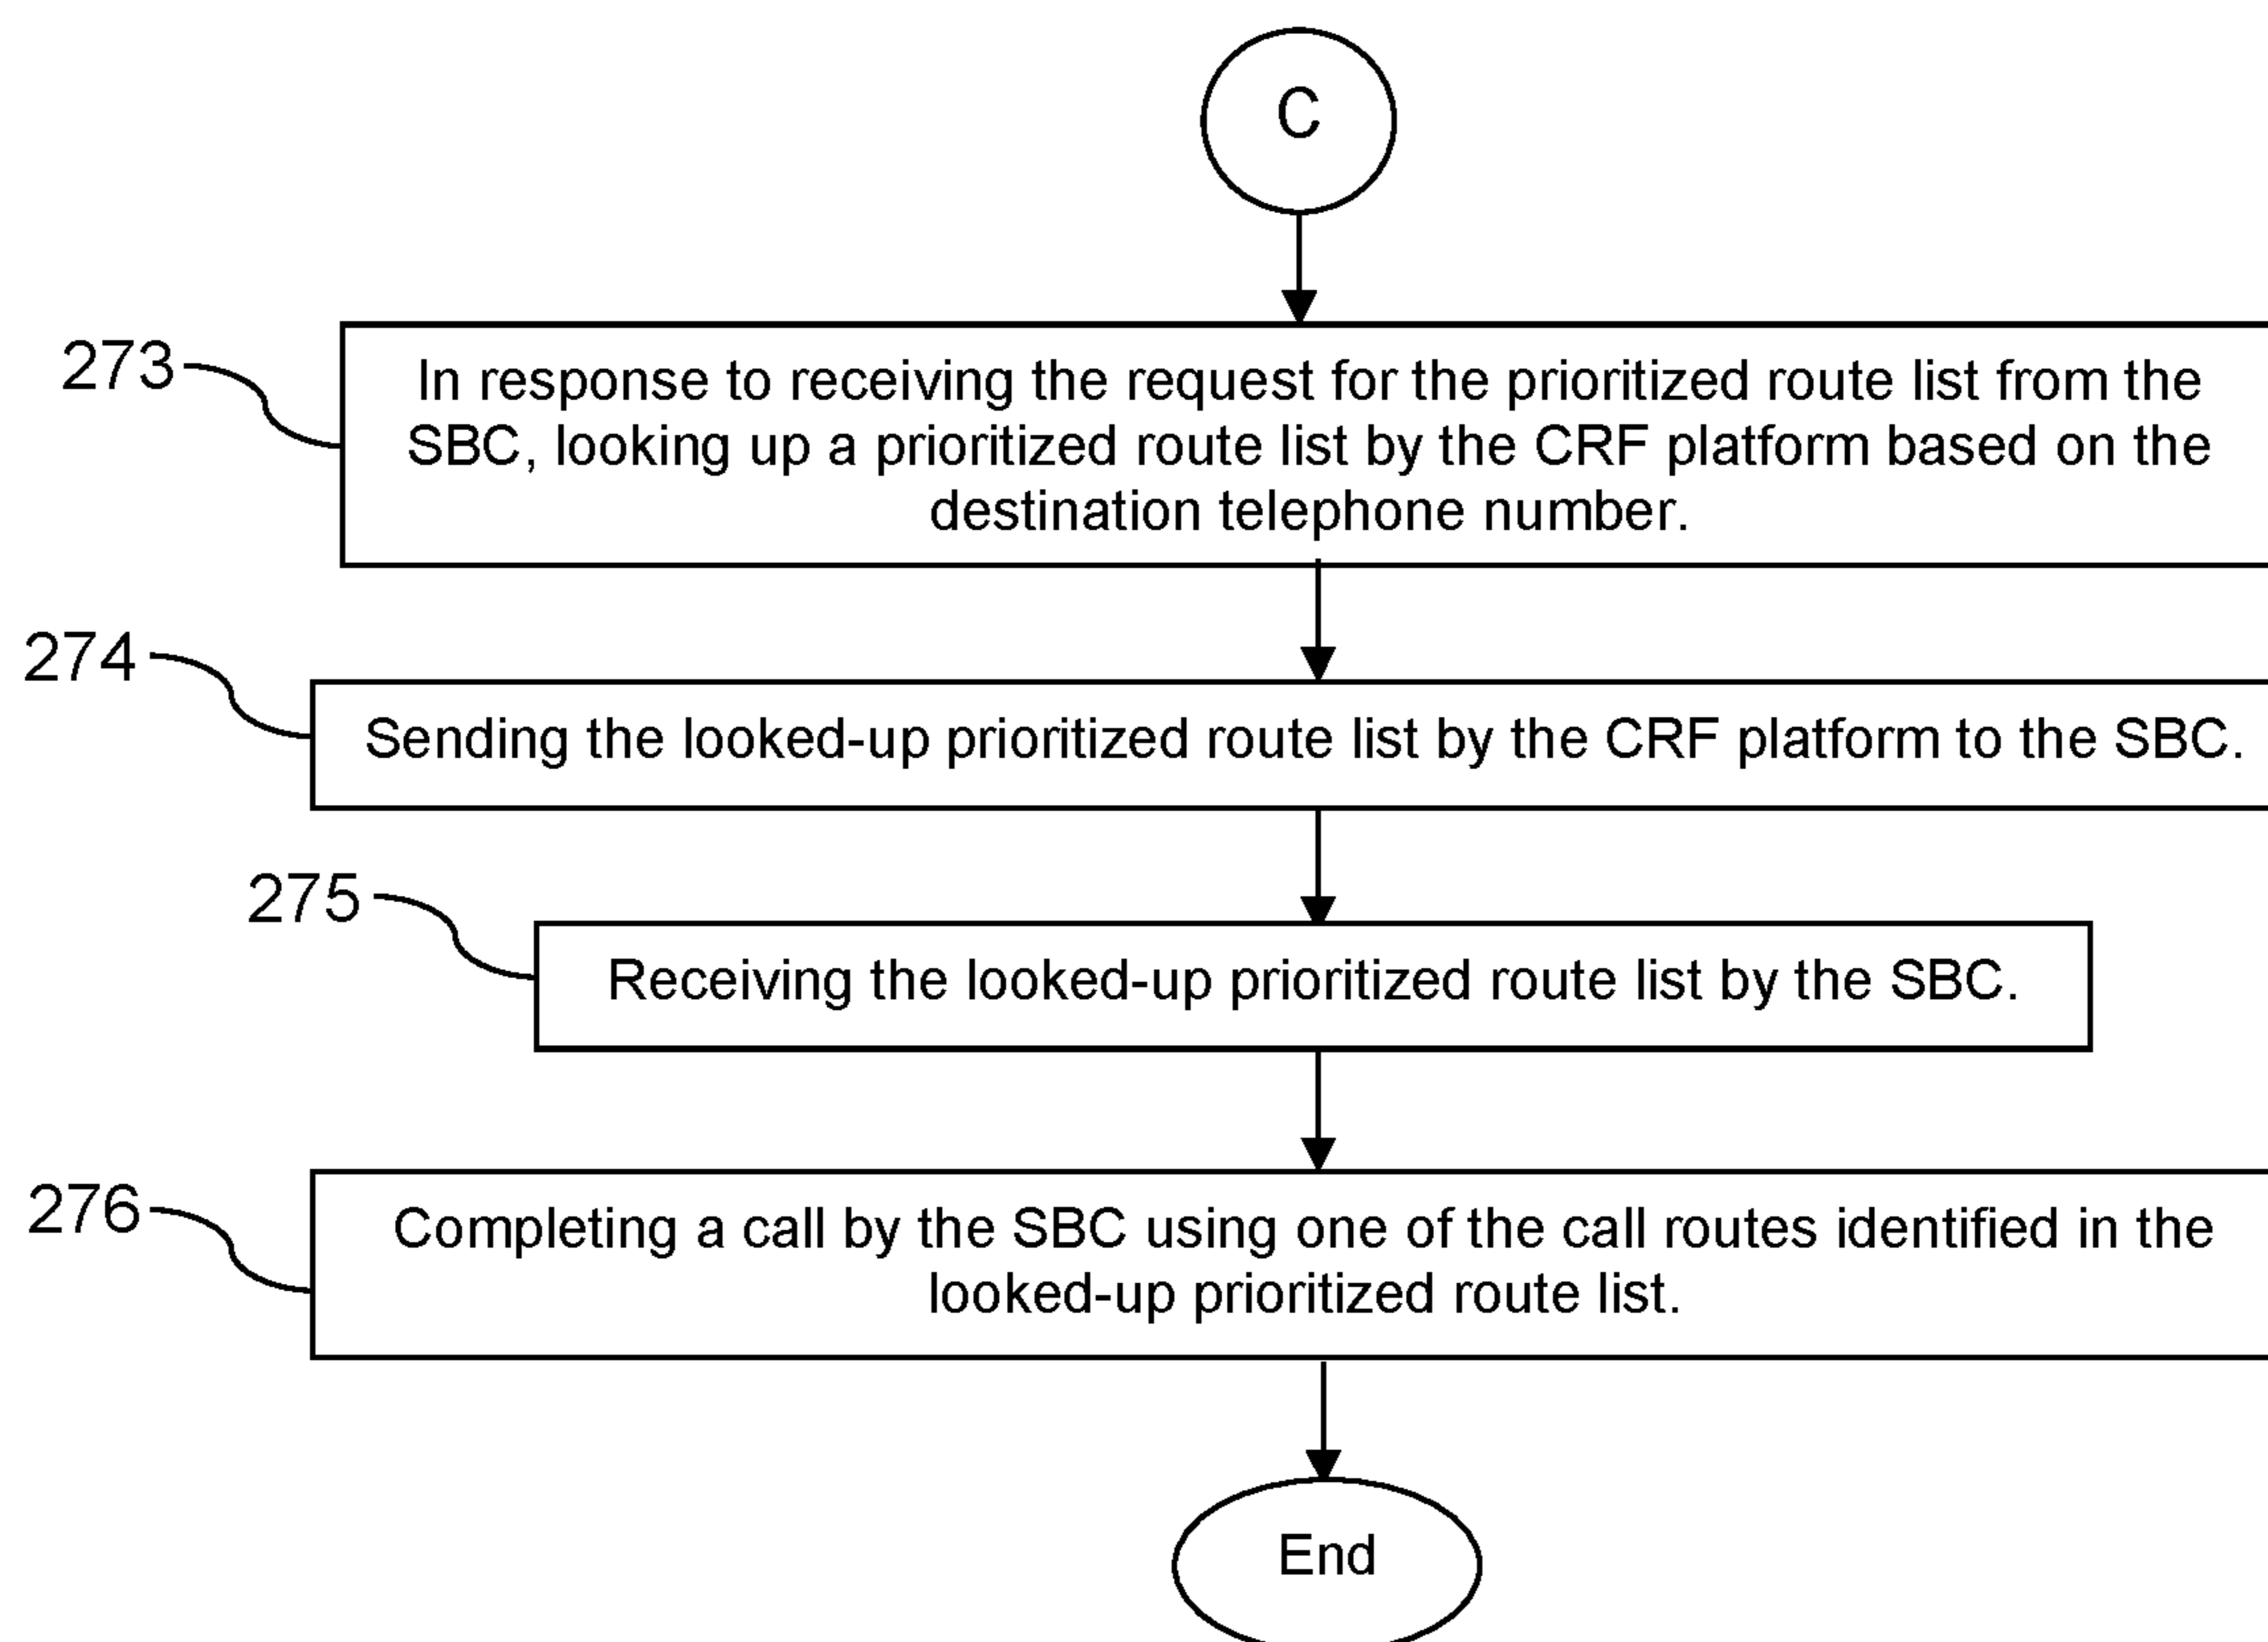 C
273
In response to receiving the request for the prioritized route list from the
SBC, looking up a prioritized route list by the CRF platform based on the
destination telephone number.
274
Sending the looked-up prioritized route list by the CRF platform to the SBC.
275
Receiving the looked-up prioritized route list by the SBC.
276
Completing a call by the SBC using one of the call routes identified in the
looked-up prioritized route list.
End